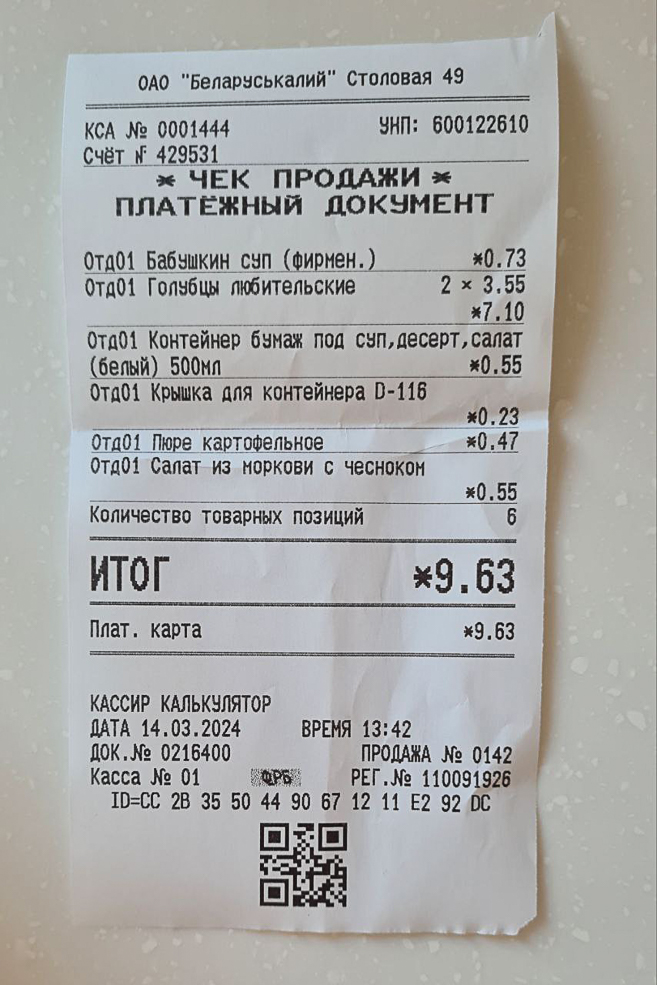 ОАО "Беларуськалий" Столовая 49
КСА № 0001444 УНП: 600122610
Счёт № 429531
* ЧЕК ПРОДАЖИ *
ПЛАТЁЖНЫЙ ДОКУМЕНТ
Отд01 Бабушкин суп (фирмен.) *0.73
Отд01 Голубцы любительские 2 × 3.55
*7.10
Отд01 Контейнер бумаж под суп,десерт,салат
(белый) 500мл *0.55
Отд01 Крышка для контейнера D-116
*0.23
Отд01 Пюре картофельное *0.47
Отд01 Салат из моркови с чесноком
*0.55
Количество товарных позиций 6
ИТОГ *9.63
Плат. карта *9.63
КАССИР КАЛЬКУЛЯТОР
ДАТА 14.03.2024 ВРЕМЯ 13:42
ДОК.№ 0216400 ПРОДАЖА № 0142
Касса № 01 ФРБ РЕГ.№ 110091926
ID=CC 2B 35 50 44 90 67 12 11 E2 92 DC